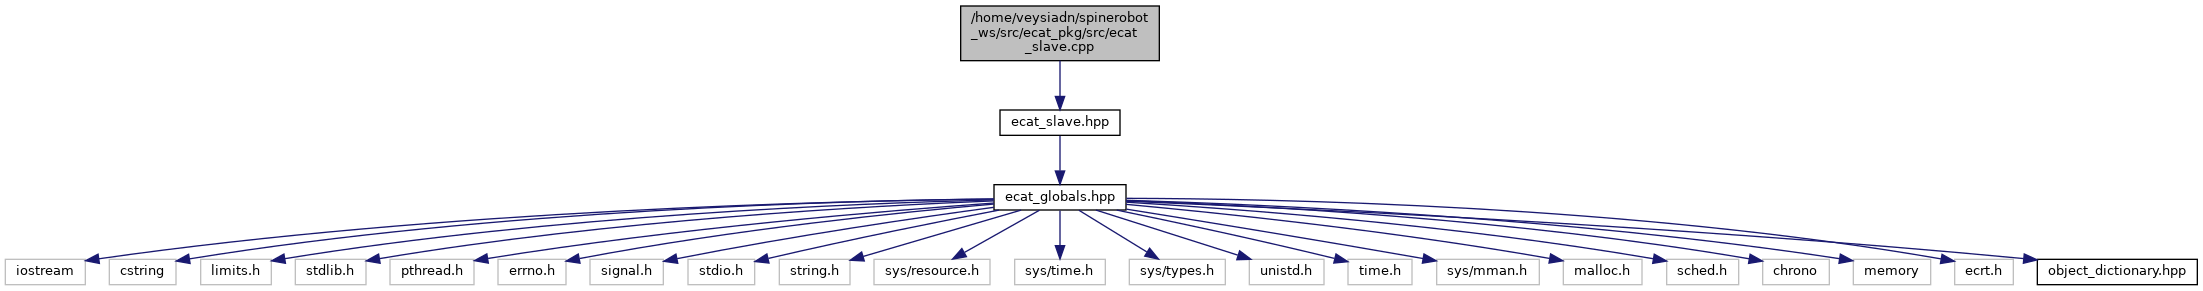 /home/veysiadn/spinerobot
_ws/src/ecat_pkg/src/ecat
_slave.cpp
ecat_slave.hpp
ecat_globals.hpp
iostream
cstring
limits.h
stdlib.h
pthread.h
errno.h
signal.h
stdio.h
string.h
sys/resource.h
sys/time.h
sys/types.h
unistd.h
time.h
sys/mman.h
malloc.h
sched.h
chrono
memory
ecrt.h
object_dictionary.hpp